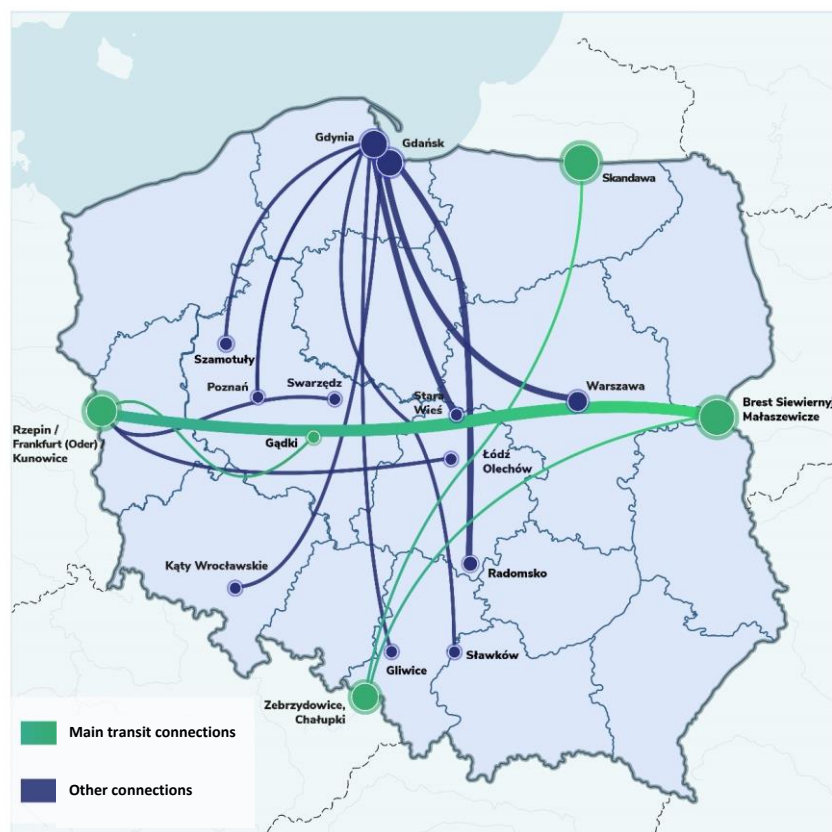 Gdynia
Gdańsk
Skandawa
Szamotuły
Poznań
Swarzędz
Stara
Wieś
Warszawa
Brest Siewierny,
Małaszewicze
Rzepin /
Frankfurt (Oder)
Kunowice
Gądki
Łódź
Olechów
Kąty Wrocławskie
Radomsko
Gliwice
Sławków
Zebrzydowice,
Chałupki
Main transit connections
Other connections